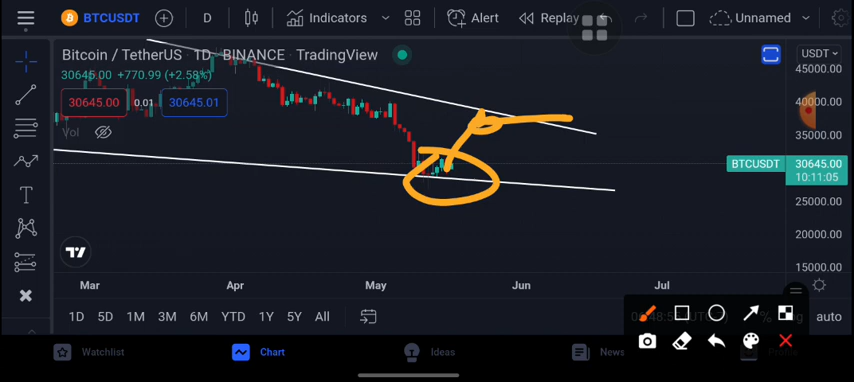 BTCUSDT D Indicators Alert Replay Unnamed
Bitcoin / TetherUS · 1D · BINANCE · TradingView
USDT
30645.00 +770.99 (+2.58%)
30645.00 0.01 30645.01
Vol
45000.00
40000.00
35000.00
BTCUSDT 30645.00
10:11:05
25000.00
20000.00
15000.00
Mar Apr May Jun Jul
1D 5D 1M 3M 6M YTD 1Y 5Y All % auto
Watchlist Chart Ideas News